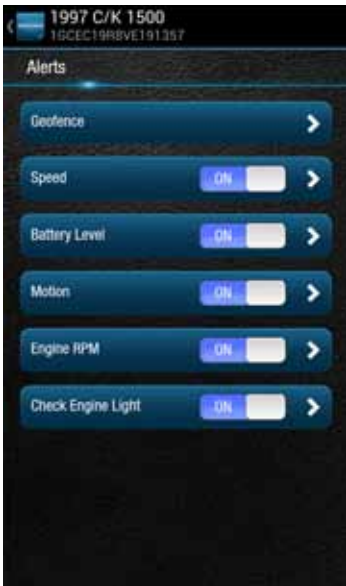 1997 C/K 1500
1GCEC19R8VE191357
Alerts
Geofence
Speed ON
Battery Level ON
Motion ON
Engine RPM ON
Check Engine Light ON